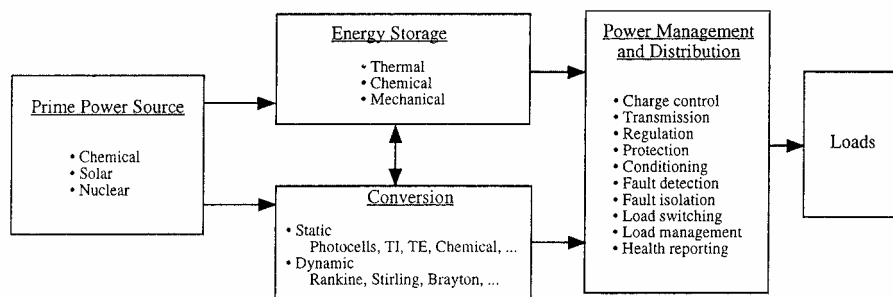 Prime Power Source
• Chemical
• Solar
• Nuclear
Energy Storage
• Thermal
• Chemical
• Mechanical
Conversion
• Static
Photocells, TI, TE, Chemical, ...
• Dynamic
Rankine, Stirling, Brayton, ...
Power Management
and Distribution
• Charge control
• Transmission
• Regulation
• Protection
• Conditioning
• Fault detection
• Fault isolation
• Load switching
• Load management
• Health reporting
Loads